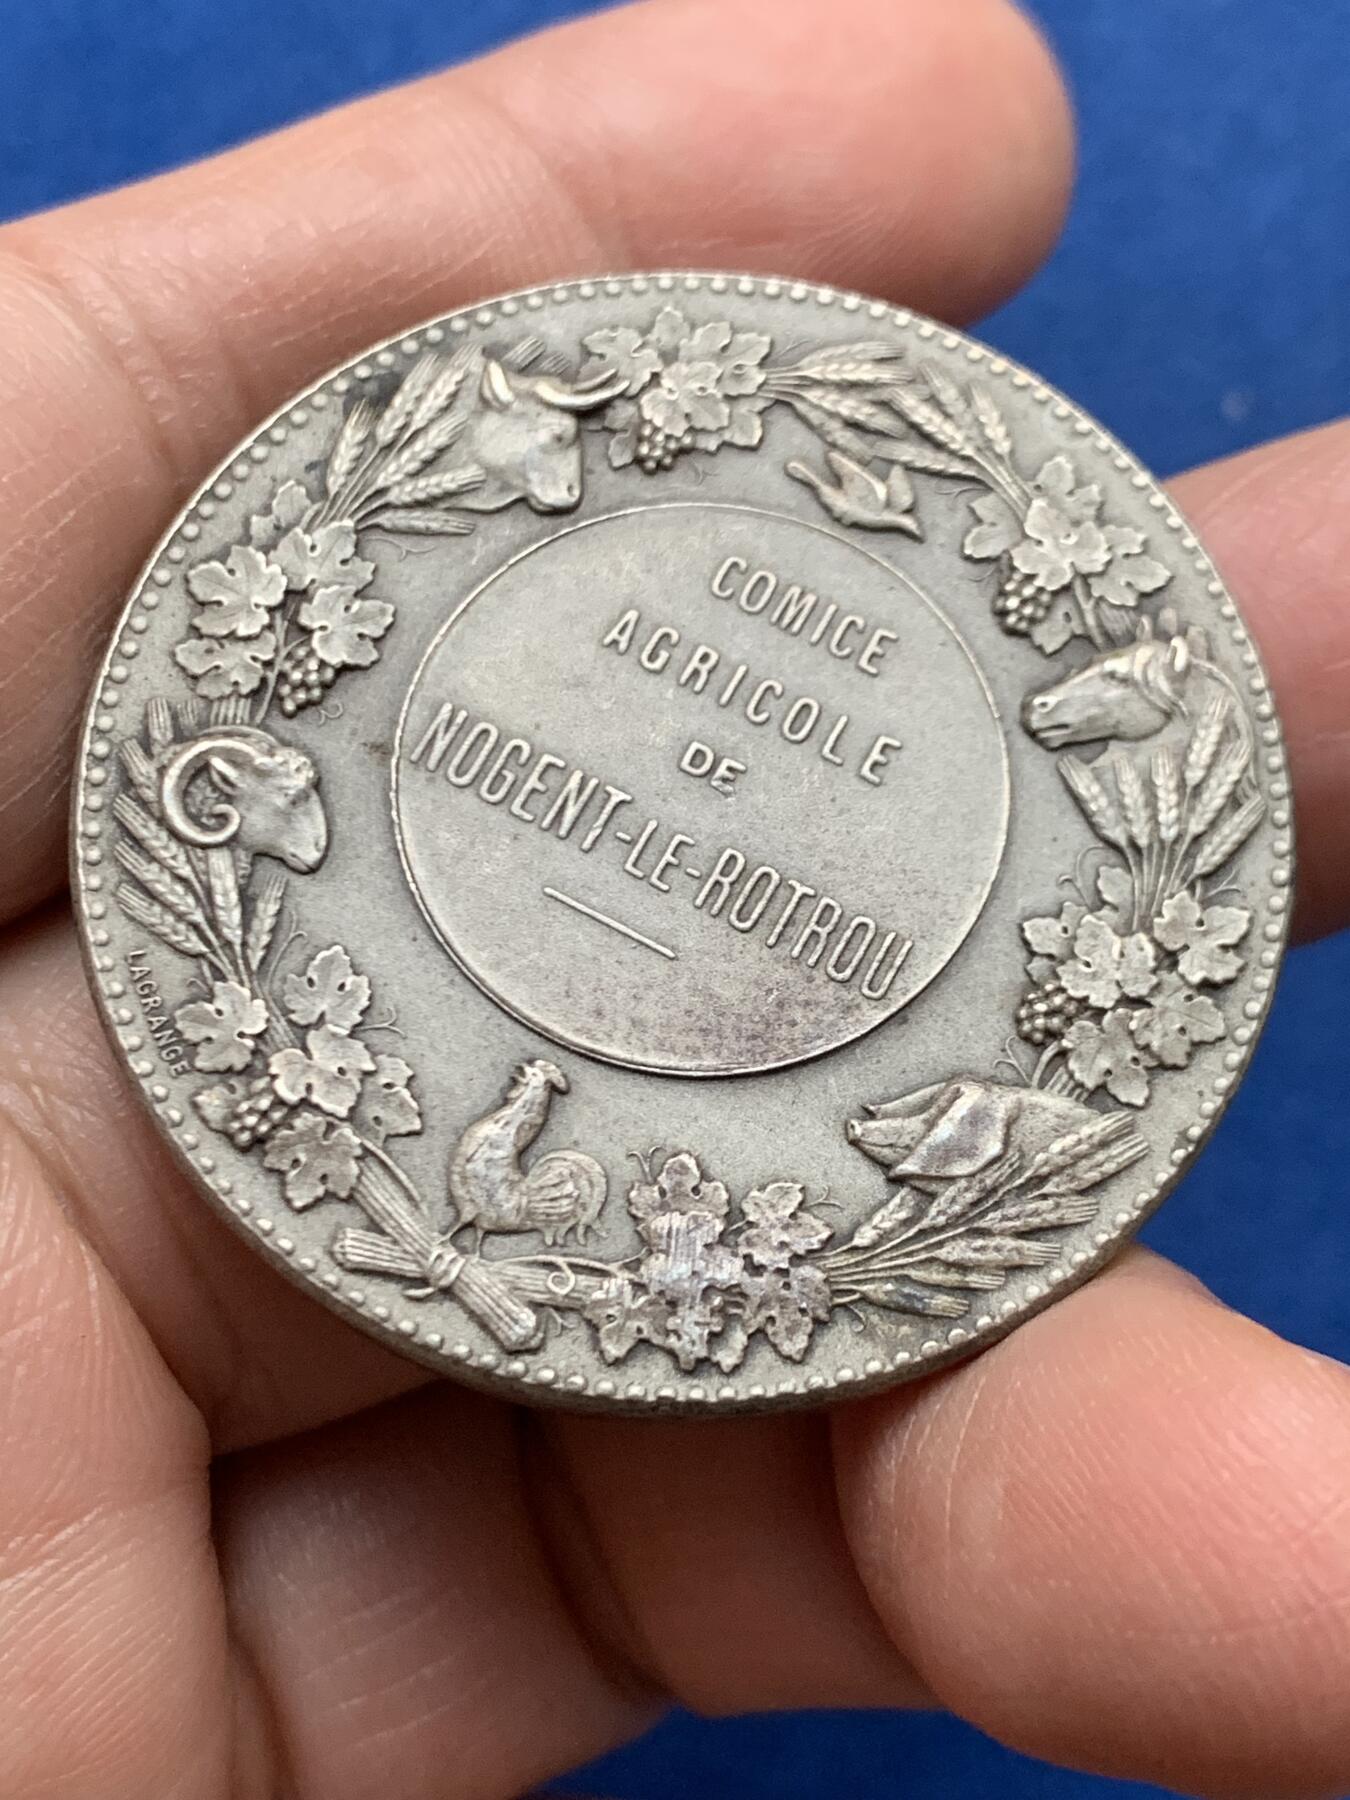 COMICE
AGRICOLE
DE
NOGENT-LE-ROTROU
LAGRANGE